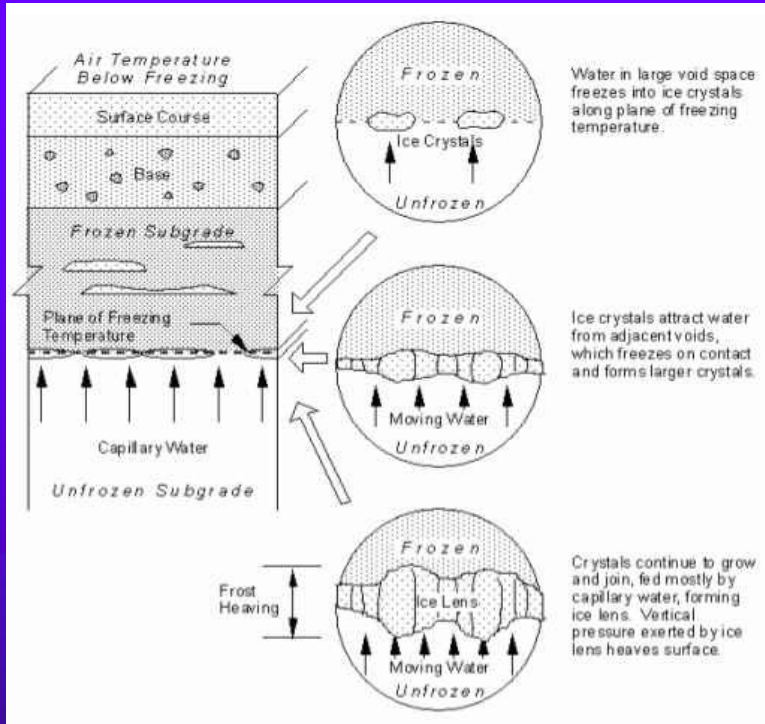 Air Temperature
Below Freezing
Surface Course
Base
Frozen Subgrade
Plane of Freezing
Temperature
Capillary Water
Unfrozen Subgrade
Frozen
Ice Crystals
Unfrozen
Water in large void space
freezes into ice crystals
along plane of freezing
temperature.
Frozen
Moving Water
Unfrozen
Ice crystals attract water
from adjacent voids,
which freezes on contact
and forms larger crystals.
Frost
Heaving
Frozen
Ice Lens
Moving Water
Unfrozen
Crystals continue to grow
and join, fed mostly by
capillary water, forming
ice lens. Vertical
pressure exerted by ice
lens heaves surface.